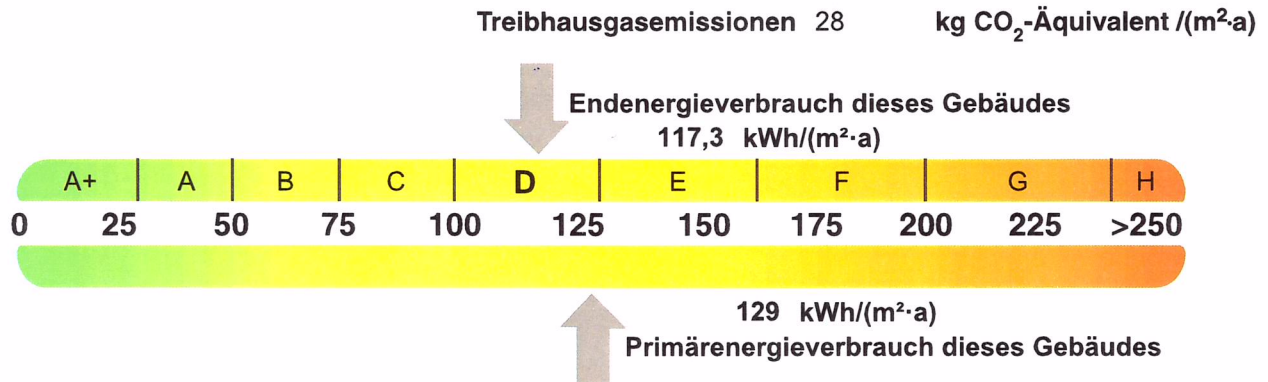 Treibhausgasemissionen 28 kg CO₂-Äquivalent /(m²·a)
Endenergieverbrauch dieses Gebäudes
117,3 kWh/(m²·a)
A+ A B C D E F G H
0 25 50 75 100 125 150 175 200 225 >250
129 kWh/(m²·a)
Primärenergieverbrauch dieses Gebäudes